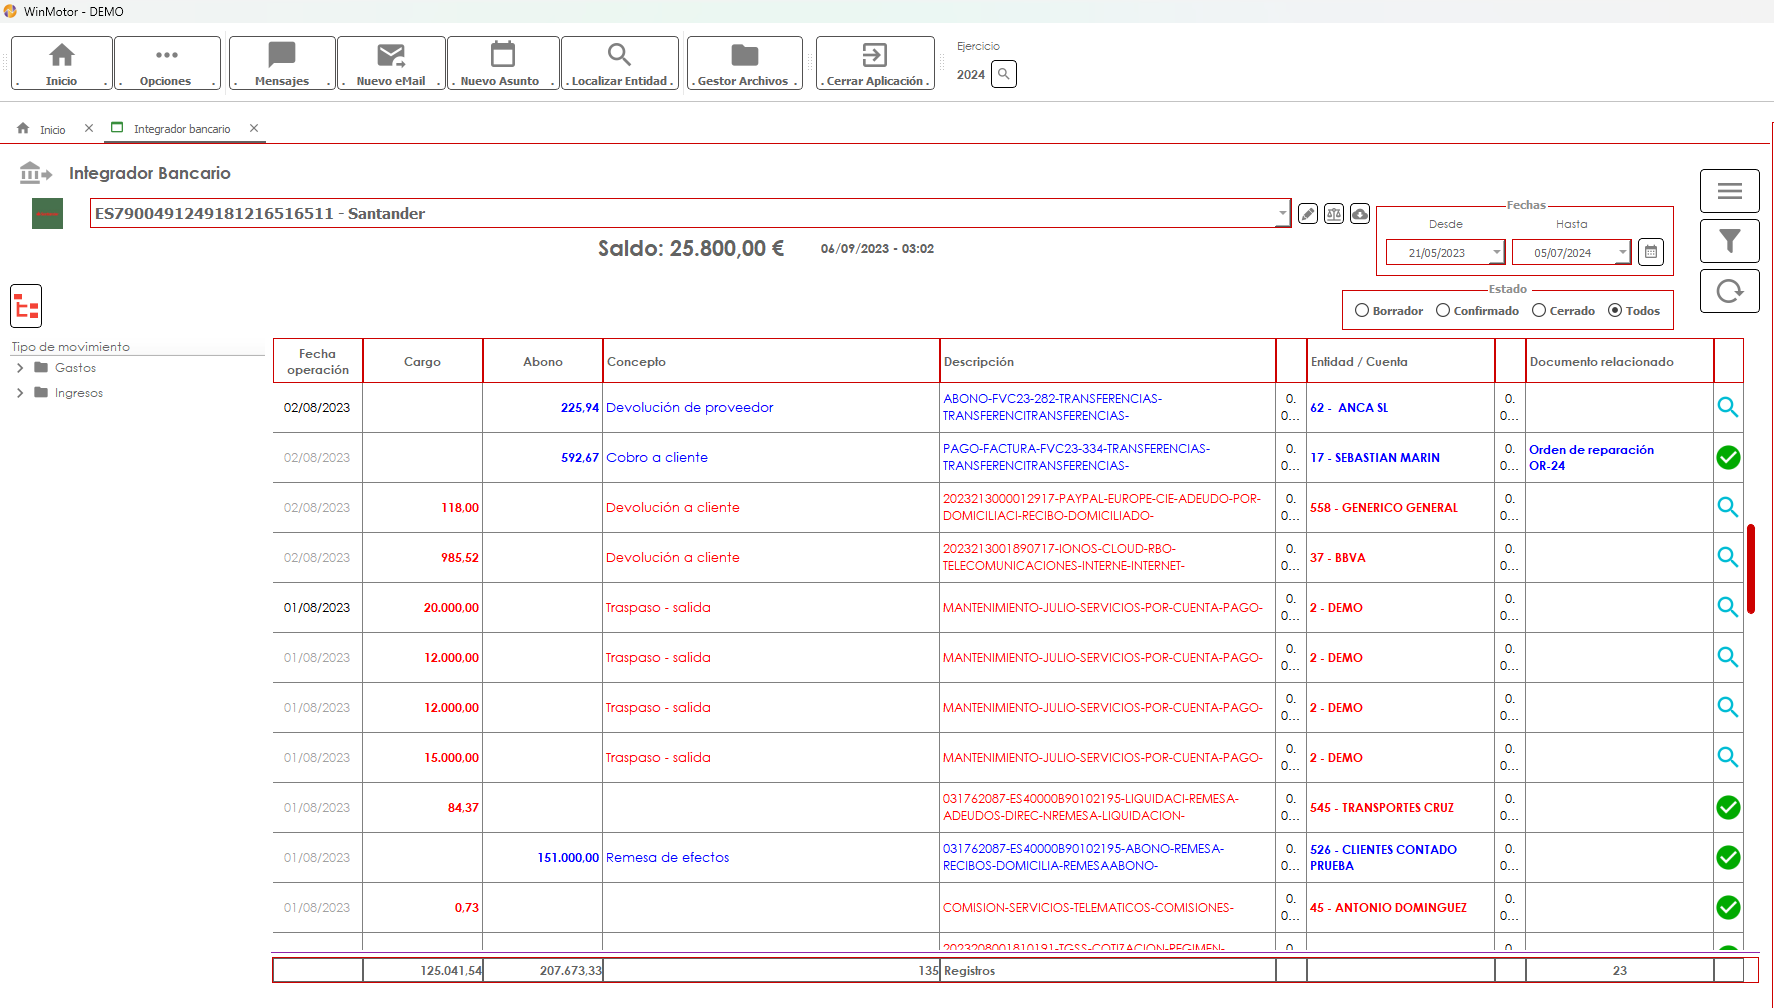 WinMotor - DEMO
. Inicio .
. Opciones .
. Mensajes .
. Nuevo eMail .
. Nuevo Asunto .
. Localizar Entidad .
. Gestor Archivos .
. Cerrar Aplicación .
Ejercicio
2024
Inicio
Integrador bancario
Integrador Bancario
ES7900491249181216516511 - Santander
Saldo: 25.800,00 €
06/09/2023 - 03:02
Fechas
Desde
Hasta
21/05/2023
05/07/2024
Estado
Borrador
Confirmado
Cerrado
Todos
Tipo de movimiento
Gastos
Ingresos
Fecha operación Cargo Abono Concepto Descripción Entidad / Cuenta Documento relacionado
02/08/2023 225,94 Devolución de proveedor ABONO-FVC23-282-TRANSFERENCIAS- 0. 62 - ANCA SL 0.
TRANSFERENCITRANSFERENCIAS- 0... 0...
02/08/2023 592,67 Cobro a cliente PAGO-FACTURA-FVC23-334-TRANSFERENCIAS- 0. 17 - SEBASTIAN MARIN 0. Orden de reparación
TRANSFERENCITRANSFERENCIAS- 0... 0... OR-24
02/08/2023 118,00 Devolución a cliente 2023213000012917-PAYPAL-EUROPE-CIE-ADEUDO-POR- 0. 558 - GENERICO GENERAL 0.
DOMICILIACI-RECIBO-DOMICILIADO- 0... 0...
02/08/2023 985,52 Devolución a cliente 2023213001890717-IONOS-CLOUD-RBO- 0. 37 - BBVA 0.
TELECOMUNICACIONES-INTERNE-INTERNET- 0... 0...
01/08/2023 20.000,00 Traspaso - salida MANTENIMIENTO-JULIO-SERVICIOS-POR-CUENTA-PAGO- 0. 0... 2 - DEMO 0. 0...
01/08/2023 12.000,00 Traspaso - salida MANTENIMIENTO-JULIO-SERVICIOS-POR-CUENTA-PAGO- 0. 0... 2 - DEMO 0. 0...
01/08/2023 12.000,00 Traspaso - salida MANTENIMIENTO-JULIO-SERVICIOS-POR-CUENTA-PAGO- 0. 0... 2 - DEMO 0. 0...
01/08/2023 15.000,00 Traspaso - salida MANTENIMIENTO-JULIO-SERVICIOS-POR-CUENTA-PAGO- 0. 0... 2 - DEMO 0. 0...
01/08/2023 84,37 031762087-ES40000B90102195-LIQUIDACI-REMESA- 0. 545 - TRANSPORTES CRUZ 0.
ADEUDOS-DIREC-NREMESA-LIQUIDACION- 0... 0...
01/08/2023 151.000,00 Remesa de efectos 031762087-ES40000B90102195-ABONO-REMESA- 0. 526 - CLIENTES CONTADO 0.
RECIBOS-DOMICILIA-REMESAABONO- 0... PRUEBA 0...
01/08/2023 0,73 COMISION-SERVICIOS-TELEMATICOS-COMISIONES- 0. 0... 45 - ANTONIO DOMINGUEZ 0. 0...
2023208001810191-TGSS-COTIZACION-REGIMEN- 0. 0.
125.041,54 207.673,33 135 Registros 23